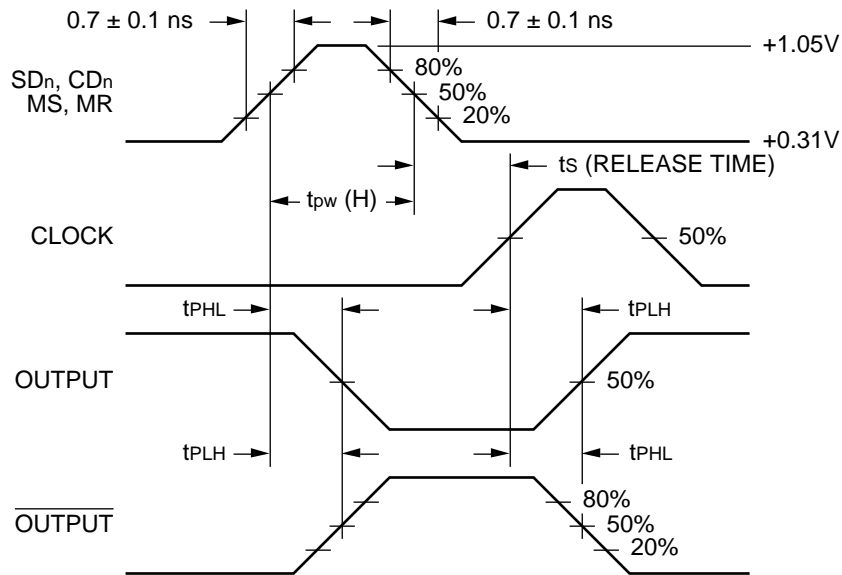 0.7 ± 0.1 ns
0.7 ± 0.1 ns
+1.05V
SDn, CDn
MS, MR
80%
50%
20%
+0.31V
tS (RELEASE TIME)
tpw (H)
CLOCK
50%
tPHL
tPLH
OUTPUT
50%
tPLH
tPHL
OUTPUT
80%
50%
20%